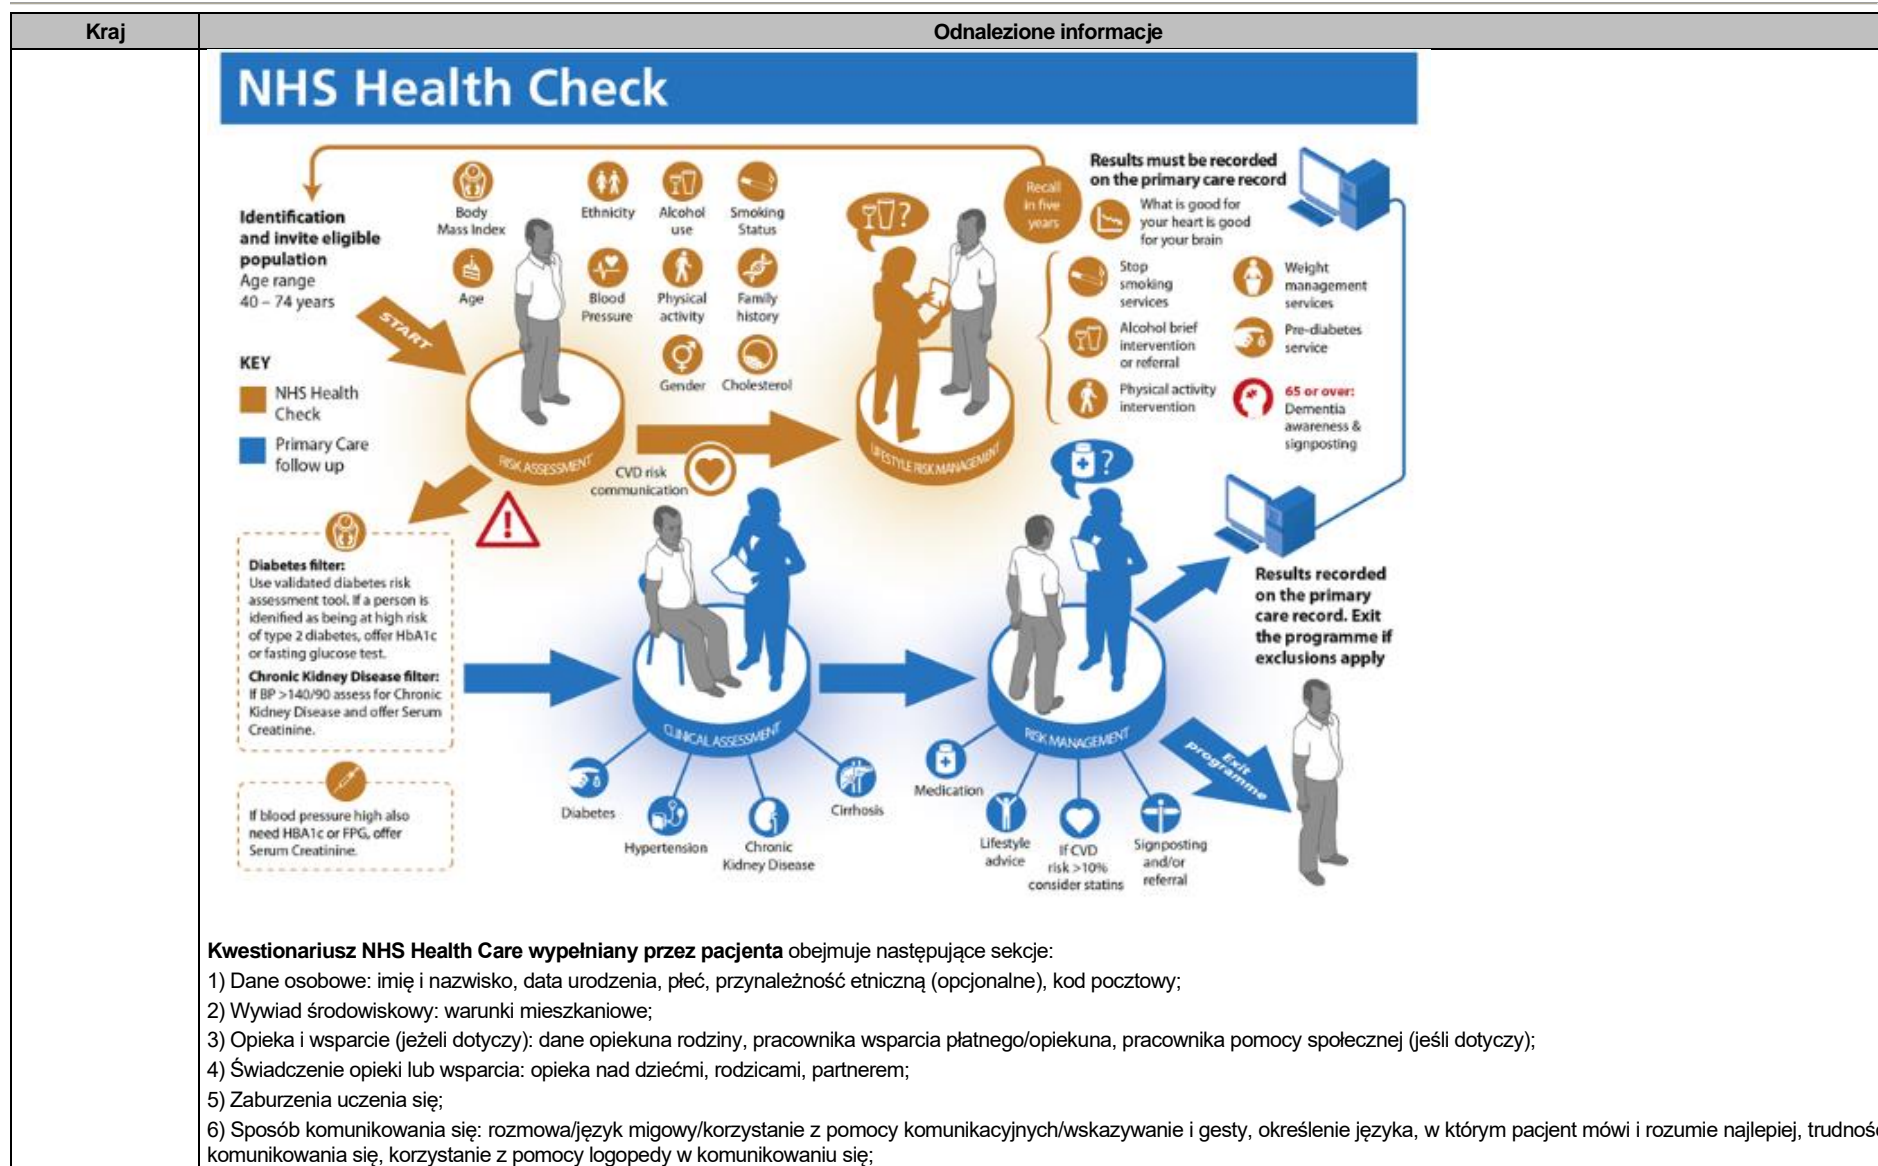 Kraj
Odnalezione informacje
NHS Health Check
Identification
and invite eligible
population
Age range
40 – 74 years
START
KEY
NHS Health
Check
Primary Care
follow up
Body
Mass Index
Ethnicity
Alcohol
use
Smoking
Status
Age
Blood
Pressure
Physical
activity
Family
history
Gender
Cholesterol
RISK ASSESSMENT
CVD risk
communication
?
LIFESTYLE RISK MANAGEMENT
Recall
in five
years
Results must be recorded
on the primary care record
What is good for
your heart is good
for your brain
Stop
smoking
services
Weight
management
services
Alcohol brief
intervention
or referral
Pre-diabetes
service
Physical activity
intervention
65 or over:
Dementia
awareness &
signposting
!
Diabetes filter:
Use validated diabetes risk
assessment tool. If a person is
idenified as being at high risk
of type 2 diabetes, offer HbA1c
or fasting glucose test.
Chronic Kidney Disease filter:
If BP >140/90 assess for Chronic
Kidney Disease and offer Serum
Creatinine.
If blood pressure high also
need HBA1c or FPG, offer
Serum Creatinine.
CLINICAL ASSESSMENT
Diabetes
Hypertension
Chronic
Kidney Disease
Cirrhosis
?
RISK MANAGEMENT
Medication
Lifestyle
advice
If CVD
risk >10%
consider statins
Signposting
and/or
referral
Results recorded
on the primary
care record. Exit
the programme if
exclusions apply
Exit
programme
Kwestionariusz NHS Health Care wypełniany przez pacjenta obejmuje następujące sekcje:
1) Dane osobowe: imię i nazwisko, data urodzenia, płeć, przynależność etniczną (opcjonalne), kod pocztowy;
2) Wywiad środowiskowy: warunki mieszkaniowe;
3) Opieka i wsparcie (jeżeli dotyczy): dane opiekuna rodziny, pracownika wsparcia płatnego/opiekuna, pracownika pomocy społecznej (jeśli dotyczy);
4) Świadczenie opieki lub wsparcia: opieka nad dziećmi, rodzicami, partnerem;
5) Zaburzenia uczenia się;
6) Sposób komunikowania się: rozmowa/język migowy/korzystanie z pomocy komunikacyjnych/wskazywanie i gesty, określenie języka, w którym pacjent mówi i rozumie najlepiej,
komunikowania się, korzystanie z pomocy logopedy w komunikowaniu się;